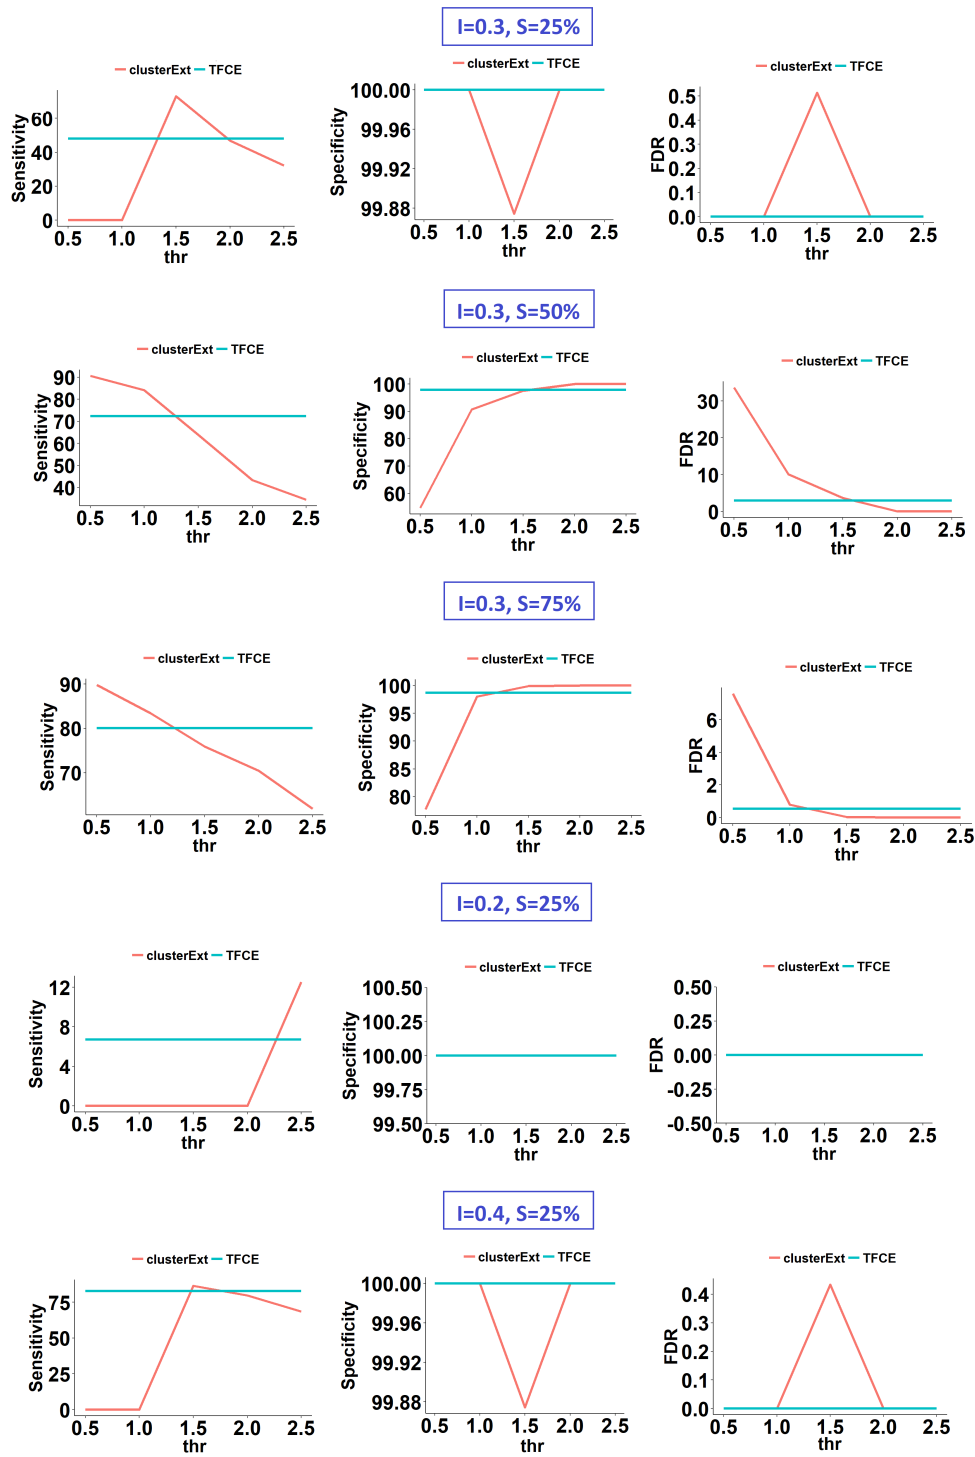 I=0.3, S=25%
clusterExt TFCE
Sensitivity
60
40
20
0
0.5 1.0 1.5 2.0 2.5
thr
clusterExt TFCE
Specificity
100.00
99.96
99.92
99.88
0.5 1.0 1.5 2.0 2.5
thr
clusterExt TFCE
FDR
0.5
0.4
0.3
0.2
0.1
0.0
0.5 1.0 1.5 2.0 2.5
thr
I=0.3, S=50%
clusterExt TFCE
Sensitivity
90
80
70
60
50
40
0.5 1.0 1.5 2.0 2.5
thr
clusterExt TFCE
Specificity
100
90
80
70
60
0.5 1.0 1.5 2.0 2.5
thr
clusterExt TFCE
FDR
30
20
10
0
0.5 1.0 1.5 2.0 2.5
thr
I=0.3, S=75%
clusterExt TFCE
Sensitivity
90
80
70
0.5 1.0 1.5 2.0 2.5
thr
clusterExt TFCE
Specificity
100
95
90
85
80
0.5 1.0 1.5 2.0 2.5
thr
clusterExt TFCE
FDR
6
4
2
0
0.5 1.0 1.5 2.0 2.5
thr
I=0.2, S=25%
clusterExt TFCE
Sensitivity
12
8
4
0
0.5 1.0 1.5 2.0 2.5
thr
clusterExt TFCE
Specificity
100.50
100.25
100.00
99.75
99.50
0.5 1.0 1.5 2.0 2.5
thr
clusterExt TFCE
FDR
0.50
0.25
0.00
-0.25
-0.50
0.5 1.0 1.5 2.0 2.5
thr
I=0.4, S=25%
clusterExt TFCE
Sensitivity
75
50
25
0
0.5 1.0 1.5 2.0 2.5
thr
clusterExt TFCE
Specificity
100.00
99.96
99.92
99.88
0.5 1.0 1.5 2.0 2.5
thr
clusterExt TFCE
FDR
0.4
0.3
0.2
0.1
0.0
0.5 1.0 1.5 2.0 2.5
thr